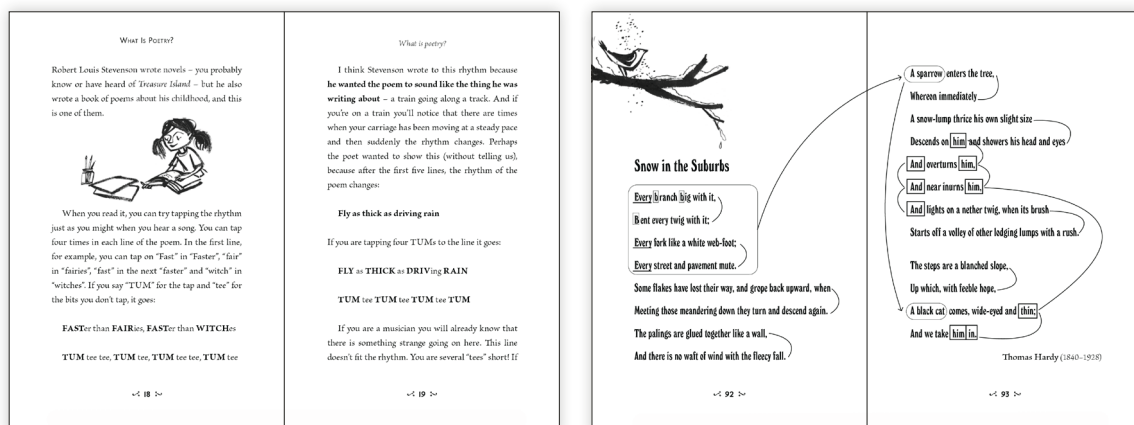 What Is Poetry?
Robert Louis Stevenson wrote novels – you probably
know or have heard of Treasure Island – but he also
wrote a book of poems about his childhood, and this
is one of them.
When you read it, you can try tapping the rhythm
just as you might when you hear a song. You can tap
four times in each line of the poem. In the first line,
for example, you can tap on “Fast” in “Faster”, “fair”
in “fairies”, “fast” in the next “faster” and “witch” in
“witches”. If you say “TUM” for the tap and “tee” for
the bits you don’t tap, it goes:
FASTer than FAIRies, FASTer than WITCHes
TUM tee tee, TUM tee, TUM tee tee, TUM tee
18
What is poetry?
I think Stevenson wrote to this rhythm because
he wanted the poem to sound like the thing he was
writing about – a train going along a track. And if
you’re on a train you’ll notice that there are times
when your carriage has been moving at a steady pace
and then suddenly the rhythm changes. Perhaps
the poet wanted to show this (without telling us),
because after the first five lines, the rhythm of the
poem changes:
Fly as thick as driving rain
If you are tapping four TUMs to the line it goes:
FLY as THICK as DRIVing RAIN
TUM tee TUM tee TUM tee TUM
If you are a musician you will already know that
there is something strange going on here. This line
doesn’t fit the rhythm. You are several “tees” short! If
19
Snow in the Suburbs
Every branch big with it,
Bent every twig with it;
Every fork like a white web-foot;
Every street and pavement mute.
Some flakes have lost their way, and grope back upward, when
Meeting those meandering down they turn and descend again.
The palings are glued together like a wall,
And there is no waft of wind with the fleecy fall.
92
A sparrow enters the tree,
Whereon immediately
A snow-lump thrice his own slight size
Descends on him and showers his head and eyes
And overturns him,
And near inurns him,
And lights on a nether twig, when its brush
Starts off a volley of other lodging lumps with a rush.
The steps are a blanched slope,
Up which, with feeble hope,
A black cat comes, wide-eyed and thin;
And we take him in.
Thomas Hardy (1840–1928)
93